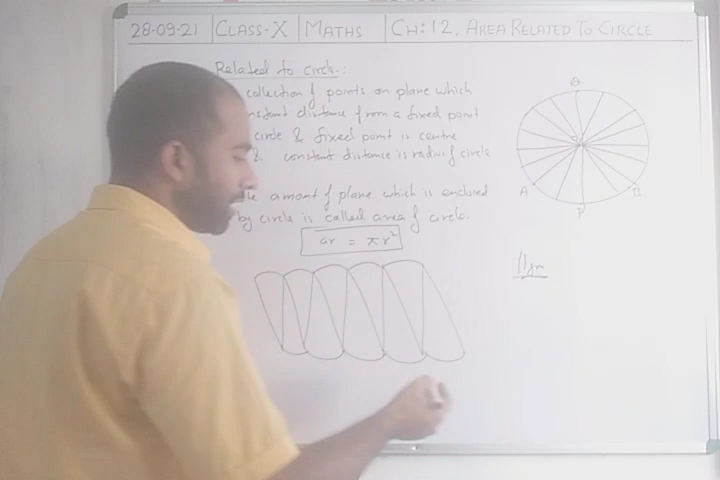 28-09-21 | CLASS-X | MATHS | CH: 12, AREA RELATED TO CIRCLE
Related to circle:
collection of points on plane which
nstant distance from a fixed point
circle & fixed point is centre
& constant distance is radius of circle
amount of plane which is enclosed
by circle is called area of circle.
ar = πr²
Q
O
A
B
P